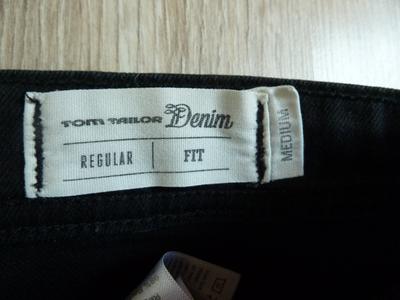 TOM TAILOR Denim
REGULAR | FIT
MEDIUM